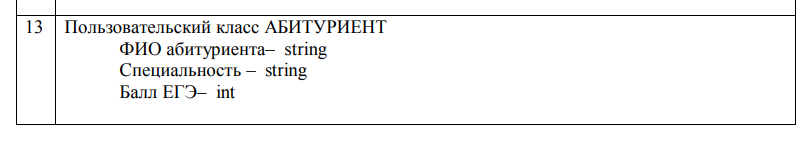 13 Пользовательский класс АБИТУРИЕНТ
ФИО абитуриента– string
Специальность – string
Балл ЕГЭ– int